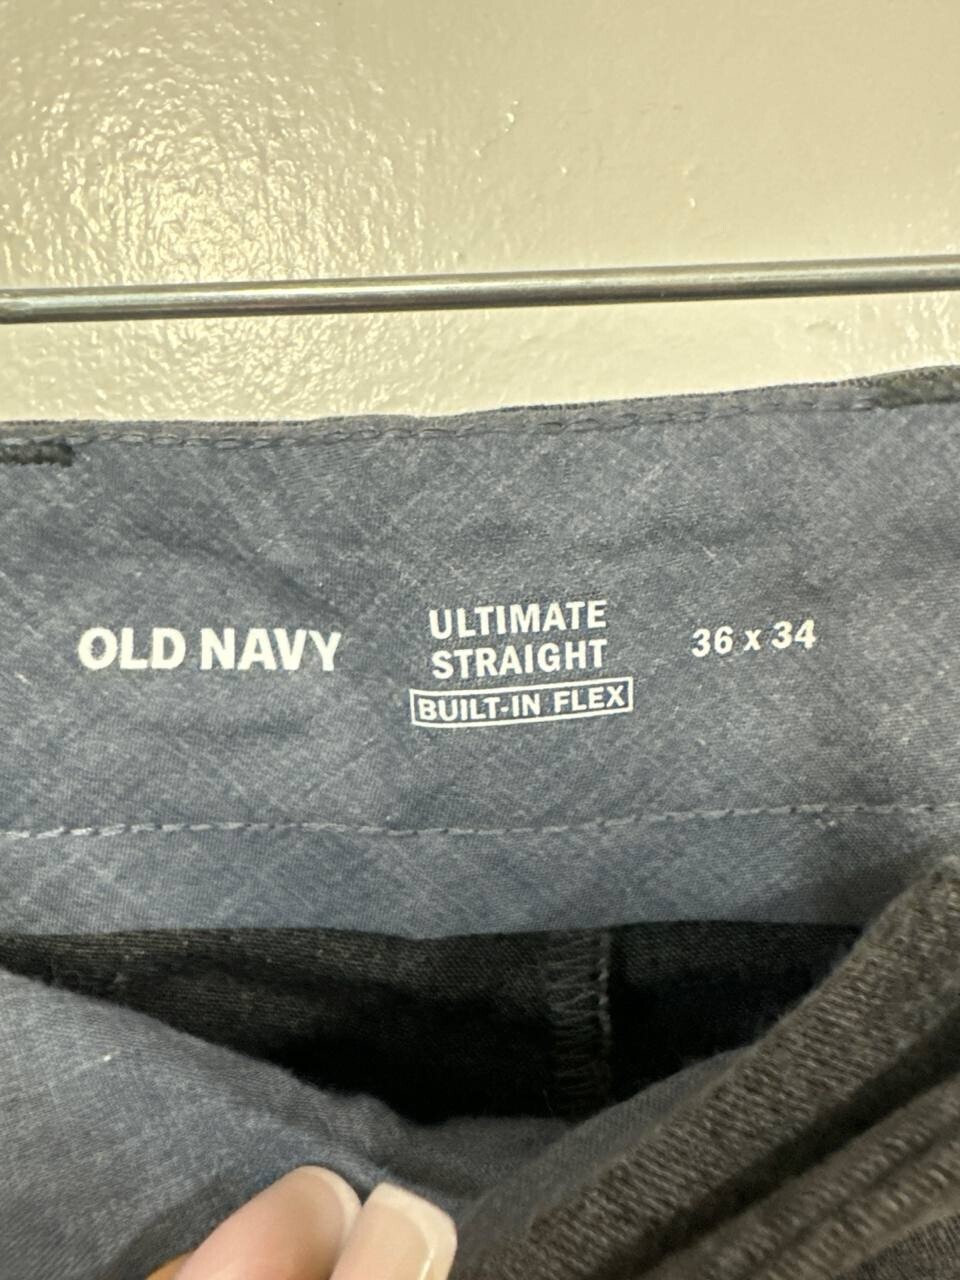 OLD NAVY
ULTIMATE
STRAIGHT
BUILT-IN FLEX
36 x 34